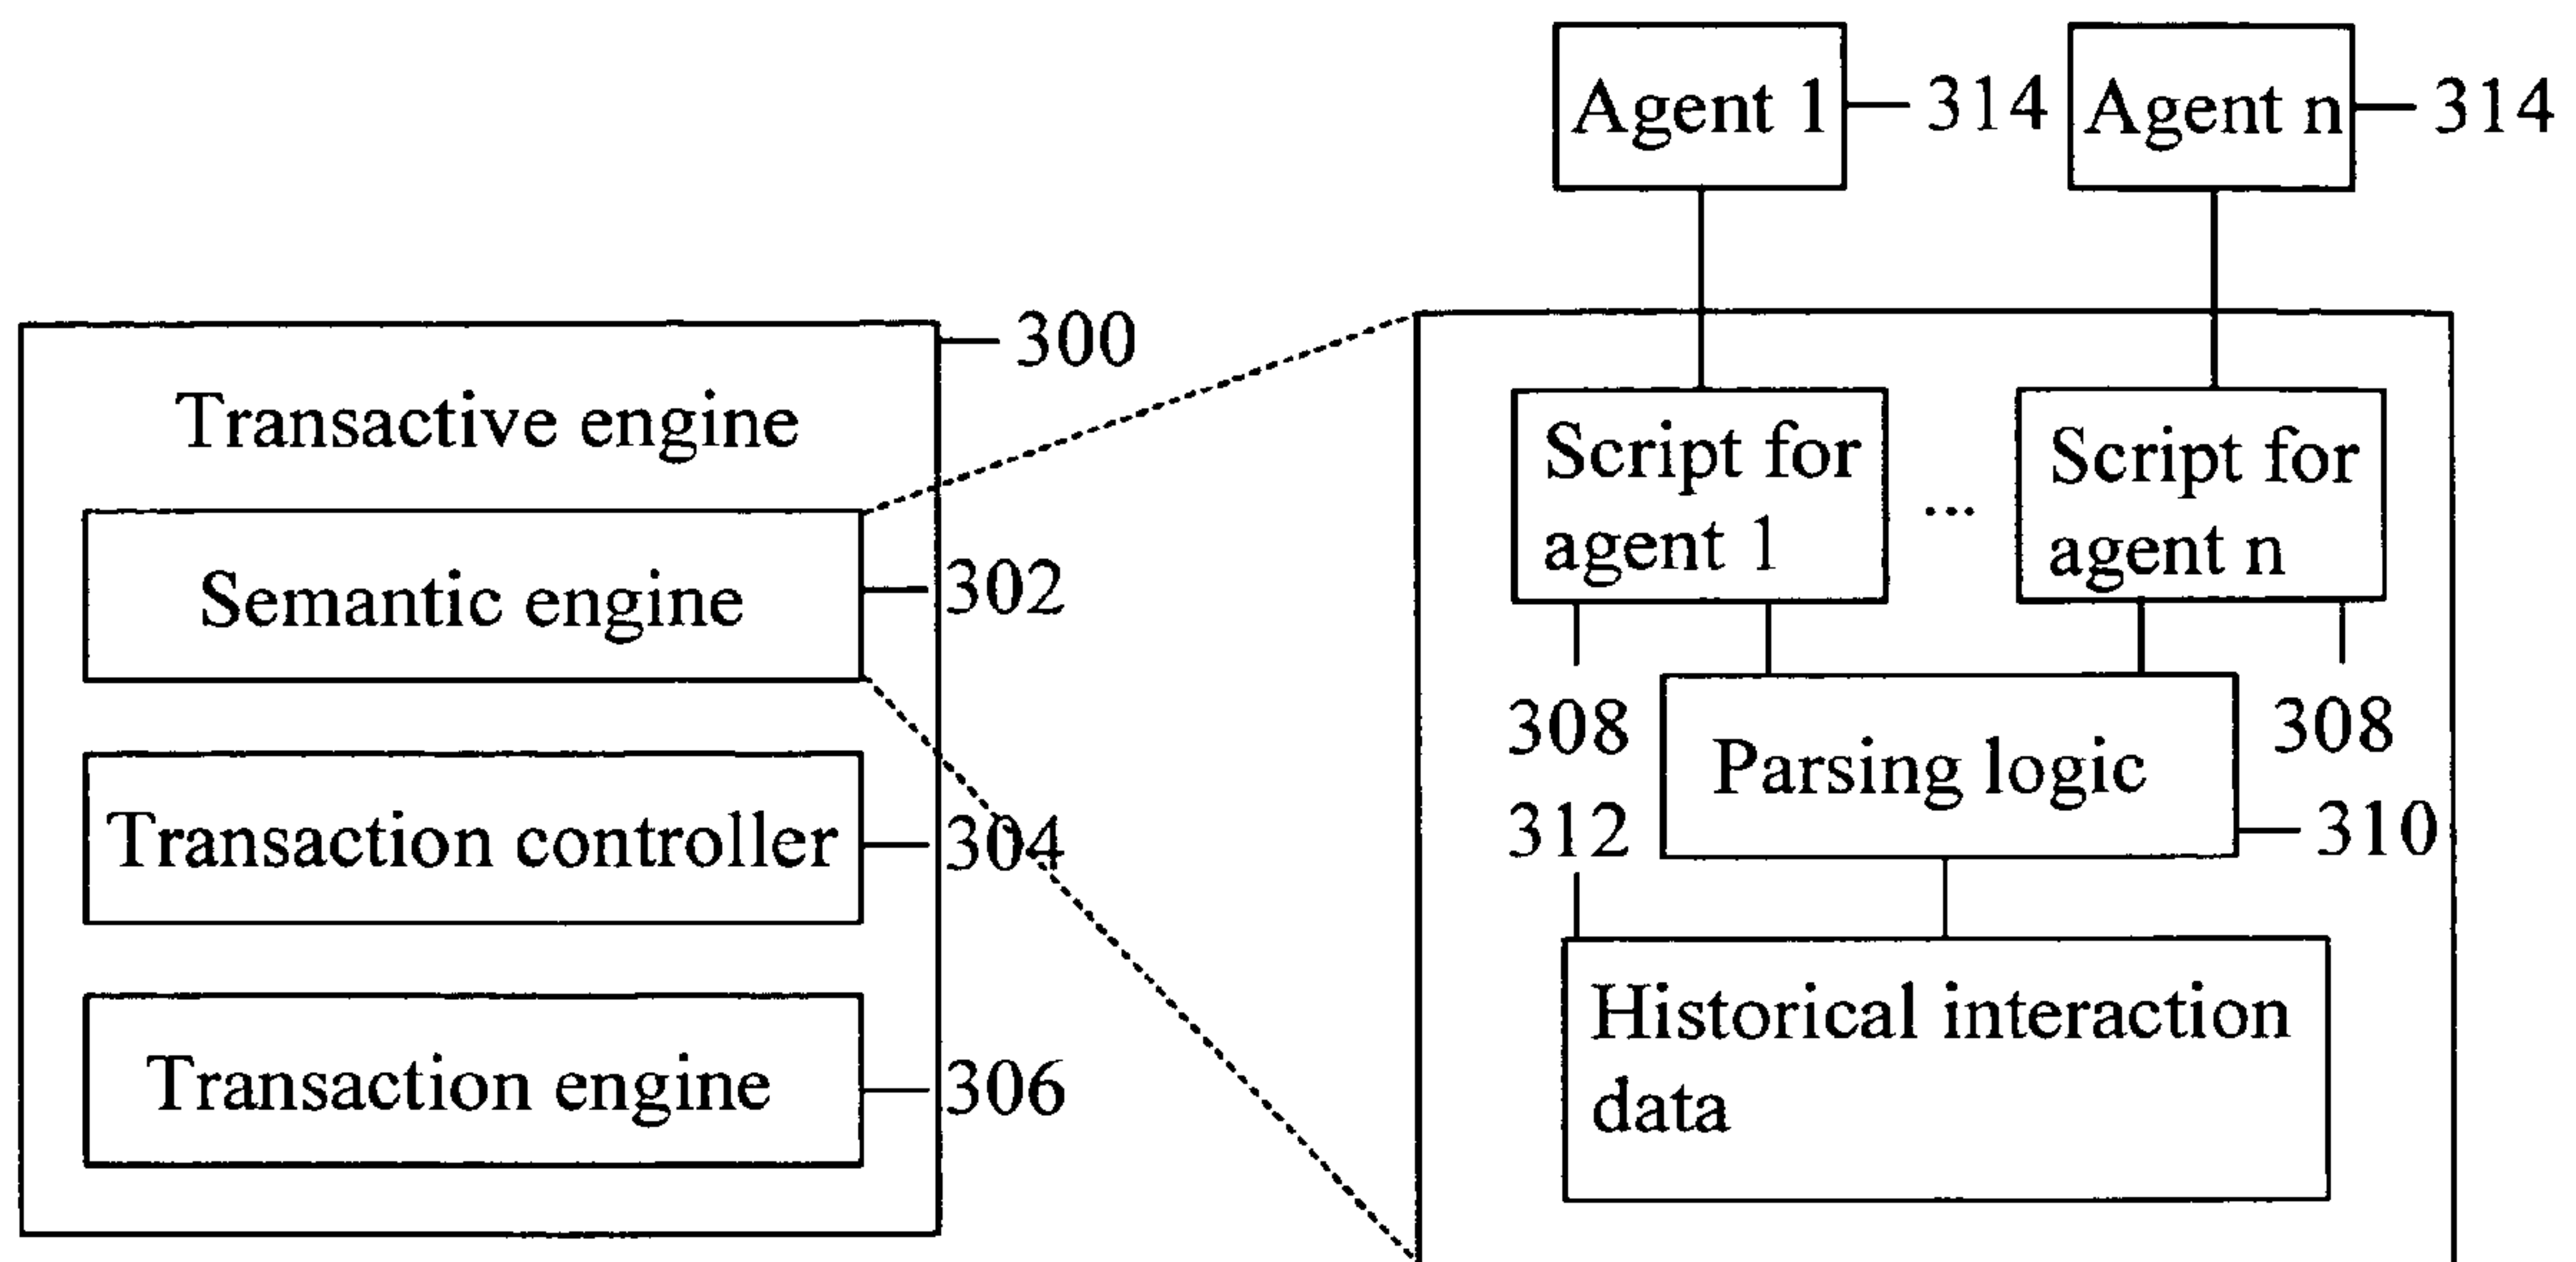 Agent 1
314
Agent n
314
300
Transactive engine
Semantic engine
302
Transaction controller
304
Transaction engine
306
Script for
agent 1
...
Script for
agent n
308
308
Parsing logic
312
310
Historical interaction
data